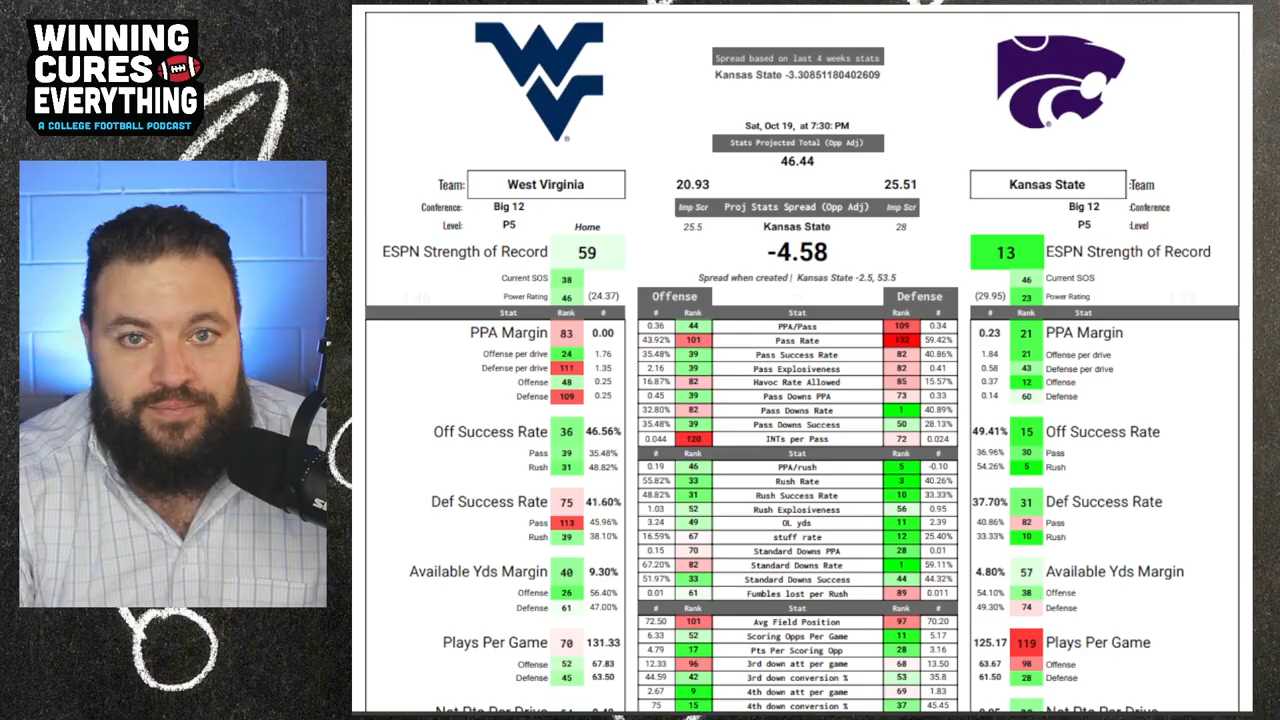 WINNING
CURES
EVERYTHING
A COLLEGE FOOTBALL PODCAST
Spread based on last 4 weeks stats
Kansas State -3.30851180402609
Sat, Oct 19, at 7:30: PM
Stats Projected Total (Opp Adj)
46.44
Team: West Virginia 20.93 25.51 Kansas State :Team
Conference: Big 12 Imp Scr Proj Stats Spread (Opp Adj) Imp Scr Big 12 :Conference
Level: P5 Home 25.5 Kansas State 28 P5 :Level
ESPN Strength of Record 59 -4.58 13 ESPN Strength of Record
Current SOS 38 Spread when created| Kansas State -2.5, 53.5 46 Current SOS
Power Rating 46 (24.37) Offense Defense (29.95) 23 Power Rating
Stat Rank # # Rank Stat Rank # # Rank Stat
0.36 44 PPA/Pass 109 0.34
PPA Margin 83 0.00 43.92% 101 Pass Rate 132 59.42% 0.23 21 PPA Margin
Offense per drive 24 1.76 35.48% 39 Pass Success Rate 82 40.86% 1.84 21 Offense per drive
Defense per drive 111 1.35 2.16 39 Pass Explosiveness 82 0.41 0.58 43 Defense per drive
Offense 48 0.25 16.87% 82 Havoc Rate Allowed 85 15.57% 0.37 12 Offense
Defense 109 0.25 0.45 39 Pass Downs PPA 73 0.33 0.14 60 Defense
32.80% 82 Pass Downs Rate 1 40.89%
Off Success Rate 36 46.56% 35.48% 39 Pass Downs Success 50 28.13% 49.41% 15 Off Success Rate
0.044 120 INTs per Pass 72 0.024
Pass 39 35.48% # Rank Stat Rank # 36.96% 30 Pass
Rush 31 48.82% 0.19 46 PPA/rush 5 -0.10 54.26% 5 Rush
55.82% 33 Rush Rate 3 40.26%
48.82% 31 Rush Success Rate 10 33.33%
Def Success Rate 75 41.60% 1.03 52 Rush Explosiveness 56 0.95 37.70% 31 Def Success Rate
Pass 113 45.96% 3.24 49 OL yds 11 2.39 40.86% 82 Pass
Rush 39 38.10% 16.59% 67 stuff rate 12 25.40% 33.33% 10 Rush
0.15 70 Standard Downs PPA 28 0.01
67.20% 82 Standard Downs Rate 1 59.11%
Available Yds Margin 40 9.30% 51.97% 33 Standard Downs Success 44 44.32% 4.80% 57 Available Yds Margin
Offense 26 56.40% 0.01 61 Fumbles lost per Rush 89 0.011 54.10% 38 Offense
Defense 61 47.00% # Rank Stat Rank # 49.30% 74 Defense
72.50 101 Avg Field Position 97 70.20
Plays Per Game 70 131.33 6.33 52 Scoring Opps Per Game 11 5.17 125.17 119 Plays Per Game
4.79 17 Pts Per Scoring Opp 28 3.16
Offense 52 67.83 12.33 96 3rd down att per game 68 13.50 63.67 98 Offense
Defense 45 63.50 44.59 42 3rd down conversion % 53 35.8 61.50 28 Defense
2.67 9 4th down att per game 69 1.83
75 15 4th down conversion % 37 45.45